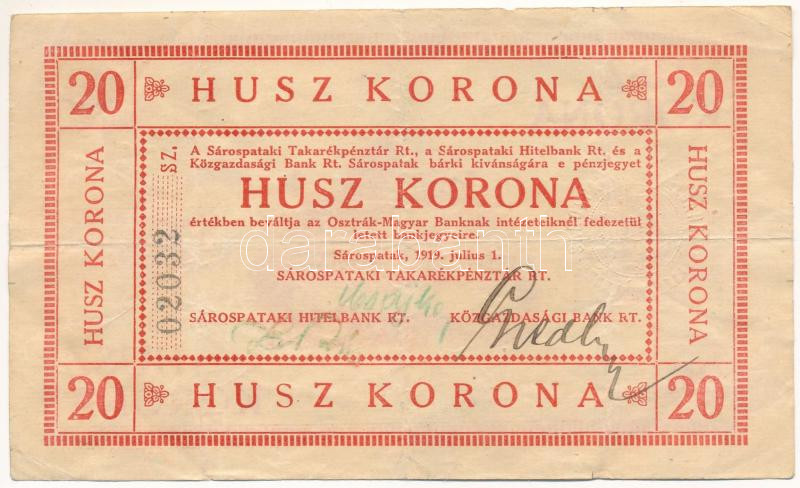 20 HUSZ KORONA 20
A Sárospataki Takarékpénztár Rt., a Sárospataki Hitelbank Rt. és a
Közgazdasági Bank Rt. Sárospatak bárki kivánságára e pénzjegyet
HUSZ KORONA
értékben beváltja az Osztrák-Magyar Banknak intézeteiknél fedezetül
letett bankjegyeire.
Sárospatak, 1919. julius 1.
SÁROSPATAKI TAKARÉKPÉNZTÁR RT.
SÁROSPATAKI HITELBANK RT. KÖZGAZDASÁGI BANK RT.
20 HUSZ KORONA 20
HUSZ KORONA
02032 SZ.
HUSZ KORONA
darabanth